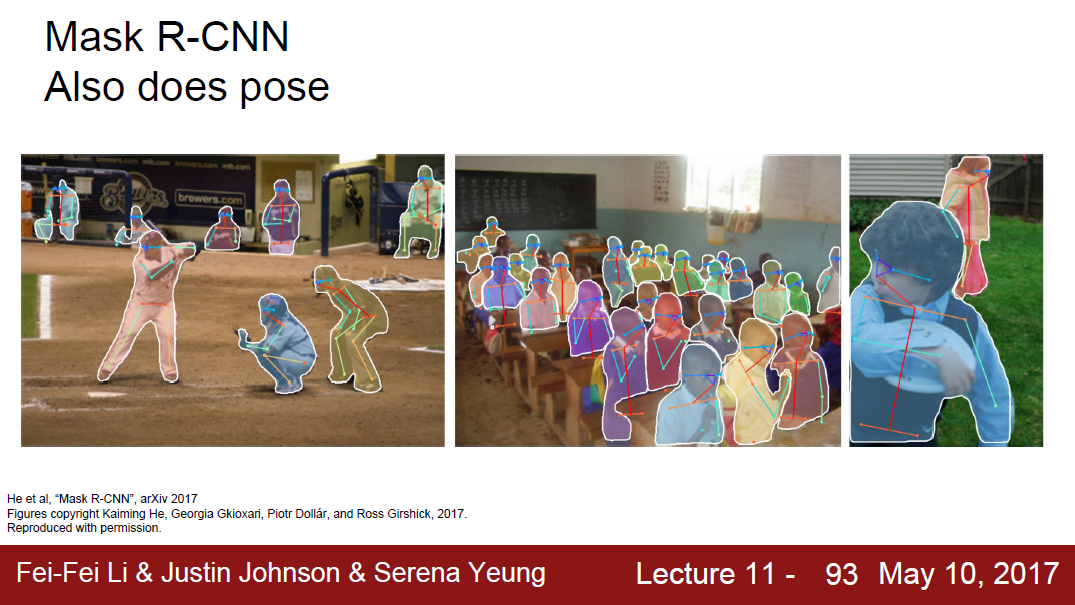 Mask R-CNN
Also does pose
brewers.com
He et al, “Mask R-CNN”, arXiv 2017
Figures copyright Kaiming He, Georgia Gkioxari, Piotr Dollár, and Ross Girshick, 2017.
Reproduced with permission.
Fei-Fei Li & Justin Johnson & Serena Yeung
Lecture 11 - 93 May 10, 2017